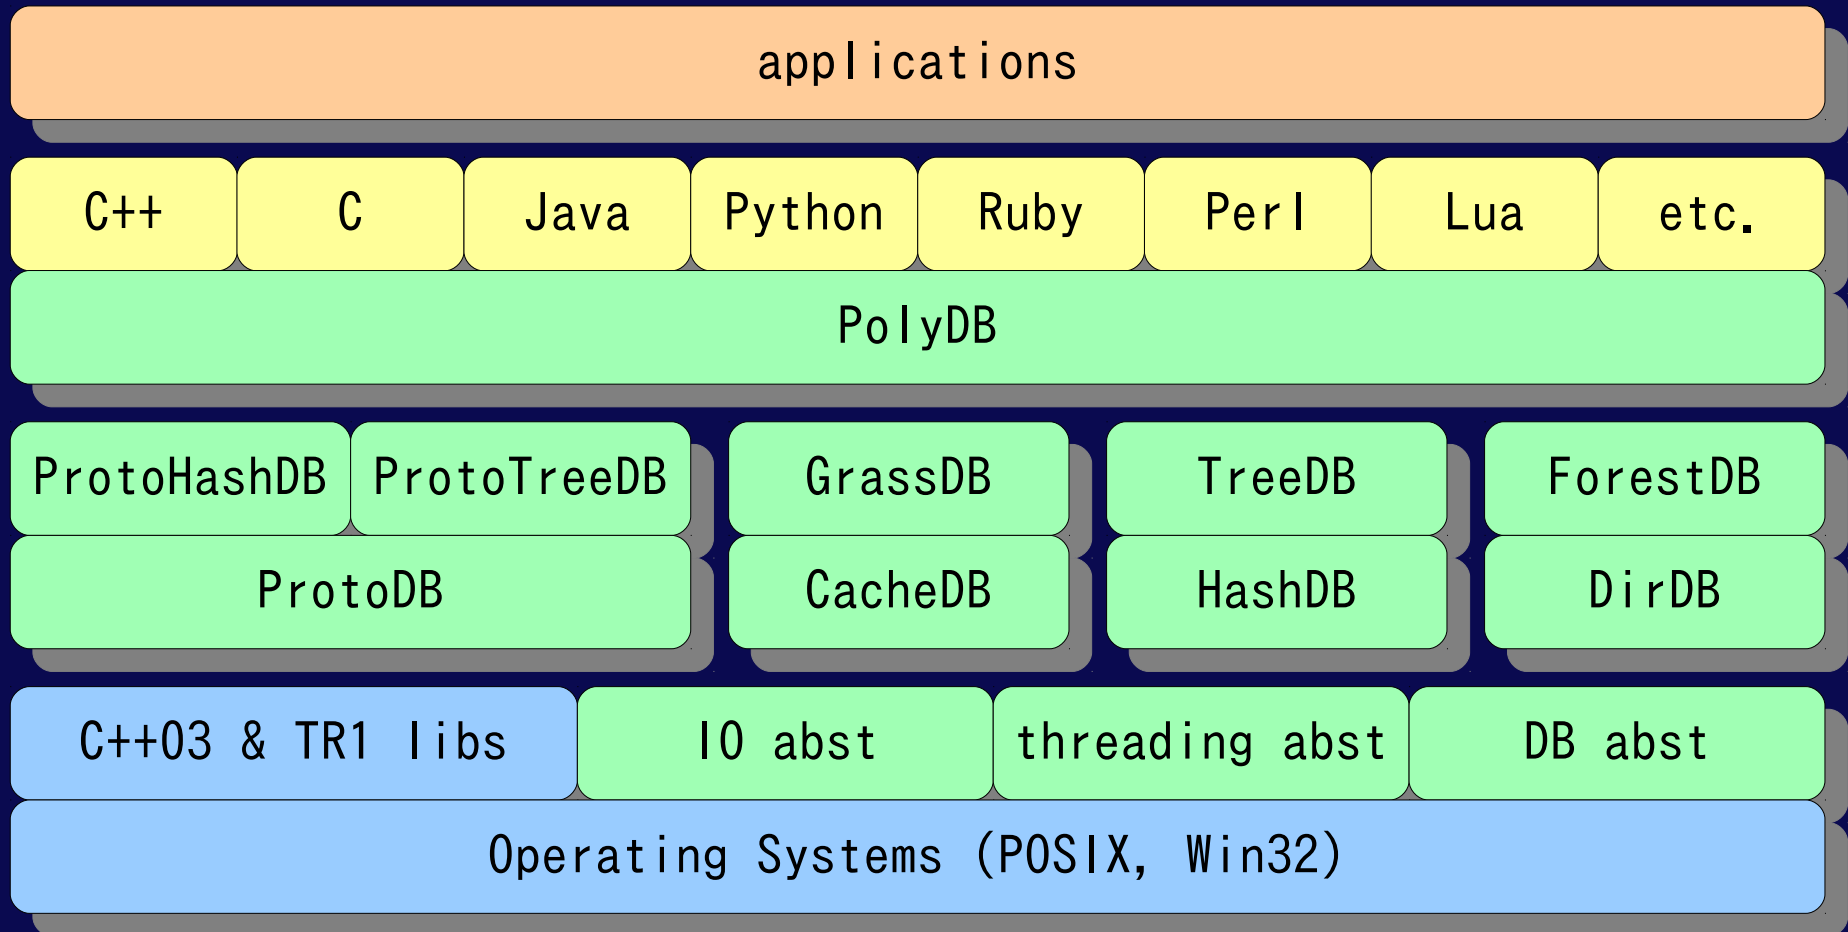 applications
C++ C Java Python Ruby Perl Lua etc.
PolyDB
ProtoHashDB ProtoTreeDB GrassDB TreeDB ForestDB
ProtoDB CacheDB HashDB DirDB
C++03 & TR1 libs IO abst threading abst DB abst
Operating Systems (POSIX, Win32)